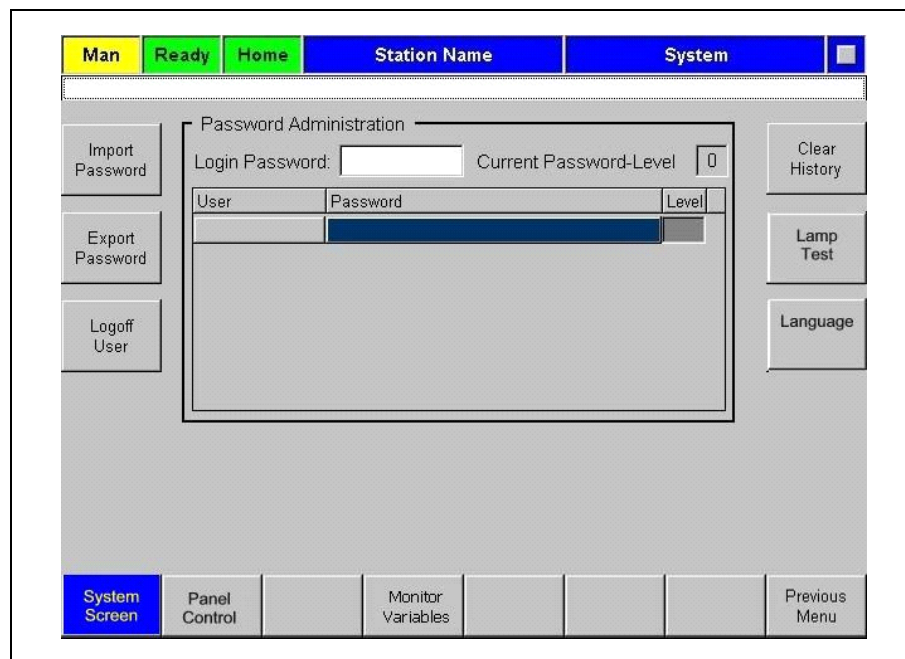 Man Ready Home Station Name System
Password Administration
Import
Password
Login Password: Current Password-Level 0
Clear
History
User Password Level
Export
Password
Lamp
Test
Logoff
User
Language
System
Screen
Panel
Control
Monitor
Variables
Previous
Menu